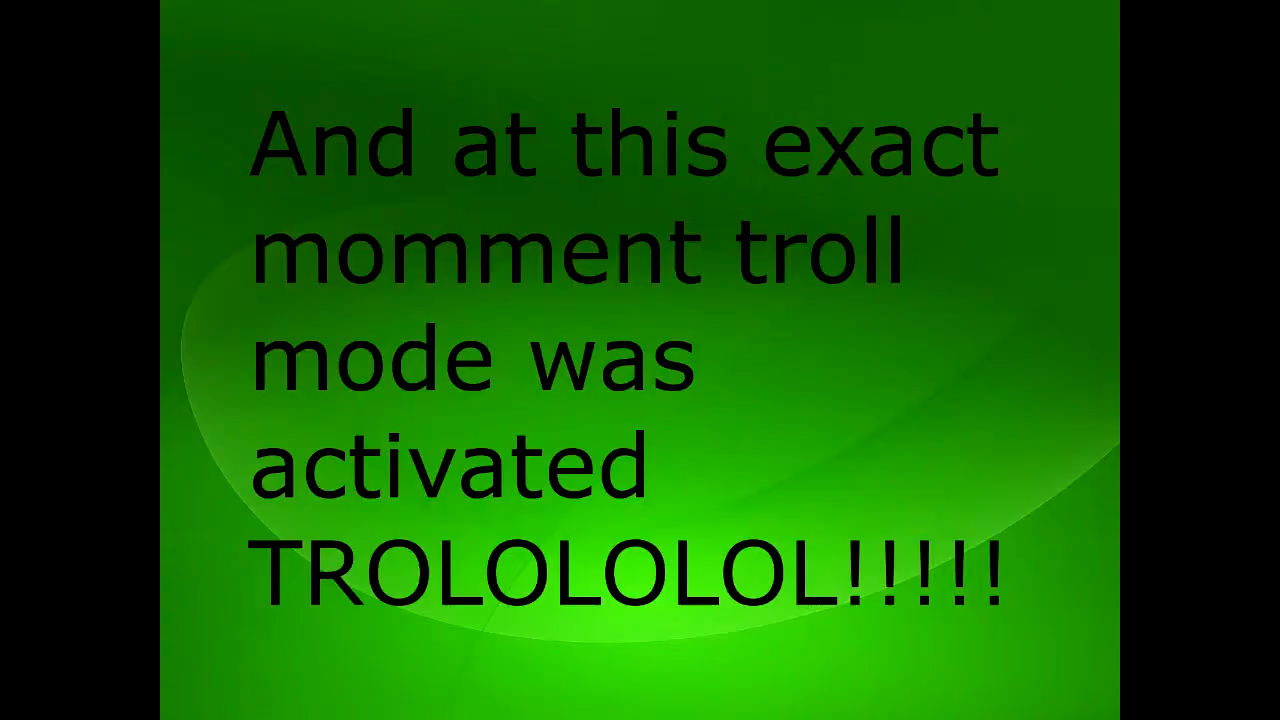 And at this exact
momment troll
mode was
activated
TROLOLOLOL!!!!!